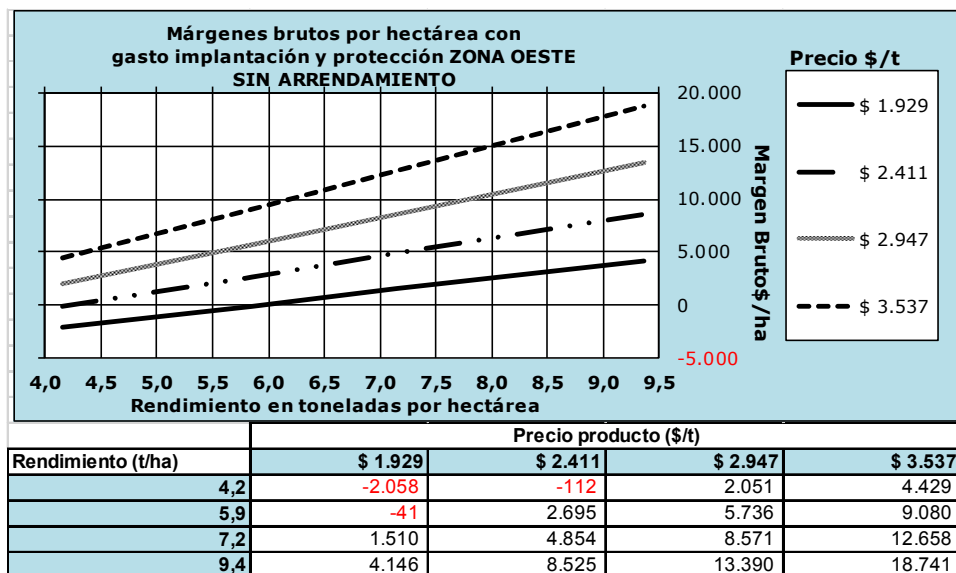 Márgenes brutos por hectárea con
gasto implantación y protección ZONA OESTE
SIN ARRENDAMIENTO
Precio $/t
$ 1.929
$ 2.411
$ 2.947
$ 3.537
20.000
15.000
10.000
5.000
0
-5.000
Margen Bruto$/ha
4,0 4,5 5,0 5,5 6,0 6,5 7,0 7,5 8,0 8,5 9,0 9,5
Rendimiento en toneladas por hectárea
Precio producto ($/t)
Rendimiento (t/ha) $ 1.929 $ 2.411 $ 2.947 $ 3.537
4,2 -2.058 -112 2.051 4.429
5,9 -41 2.695 5.736 9.080
7,2 1.510 4.854 8.571 12.658
9,4 4.146 8.525 13.390 18.741